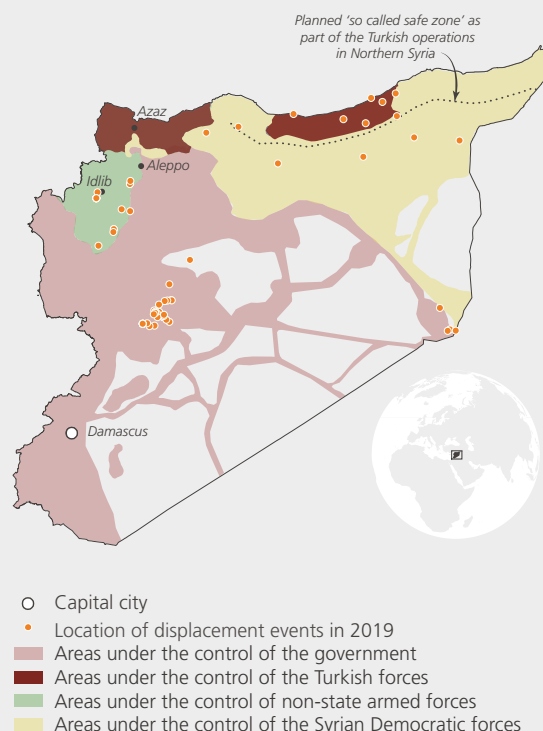 Planned ‘so called safe zone’ as
part of the Turkish operations
in Northern Syria
Azaz
Aleppo
Idlib
Damascus
Capital city
Location of displacement events in 2019
Areas under the control of the government
Areas under the control of the Turkish forces
Areas under the control of non-state armed forces
Areas under the control of the Syrian Democratic forces